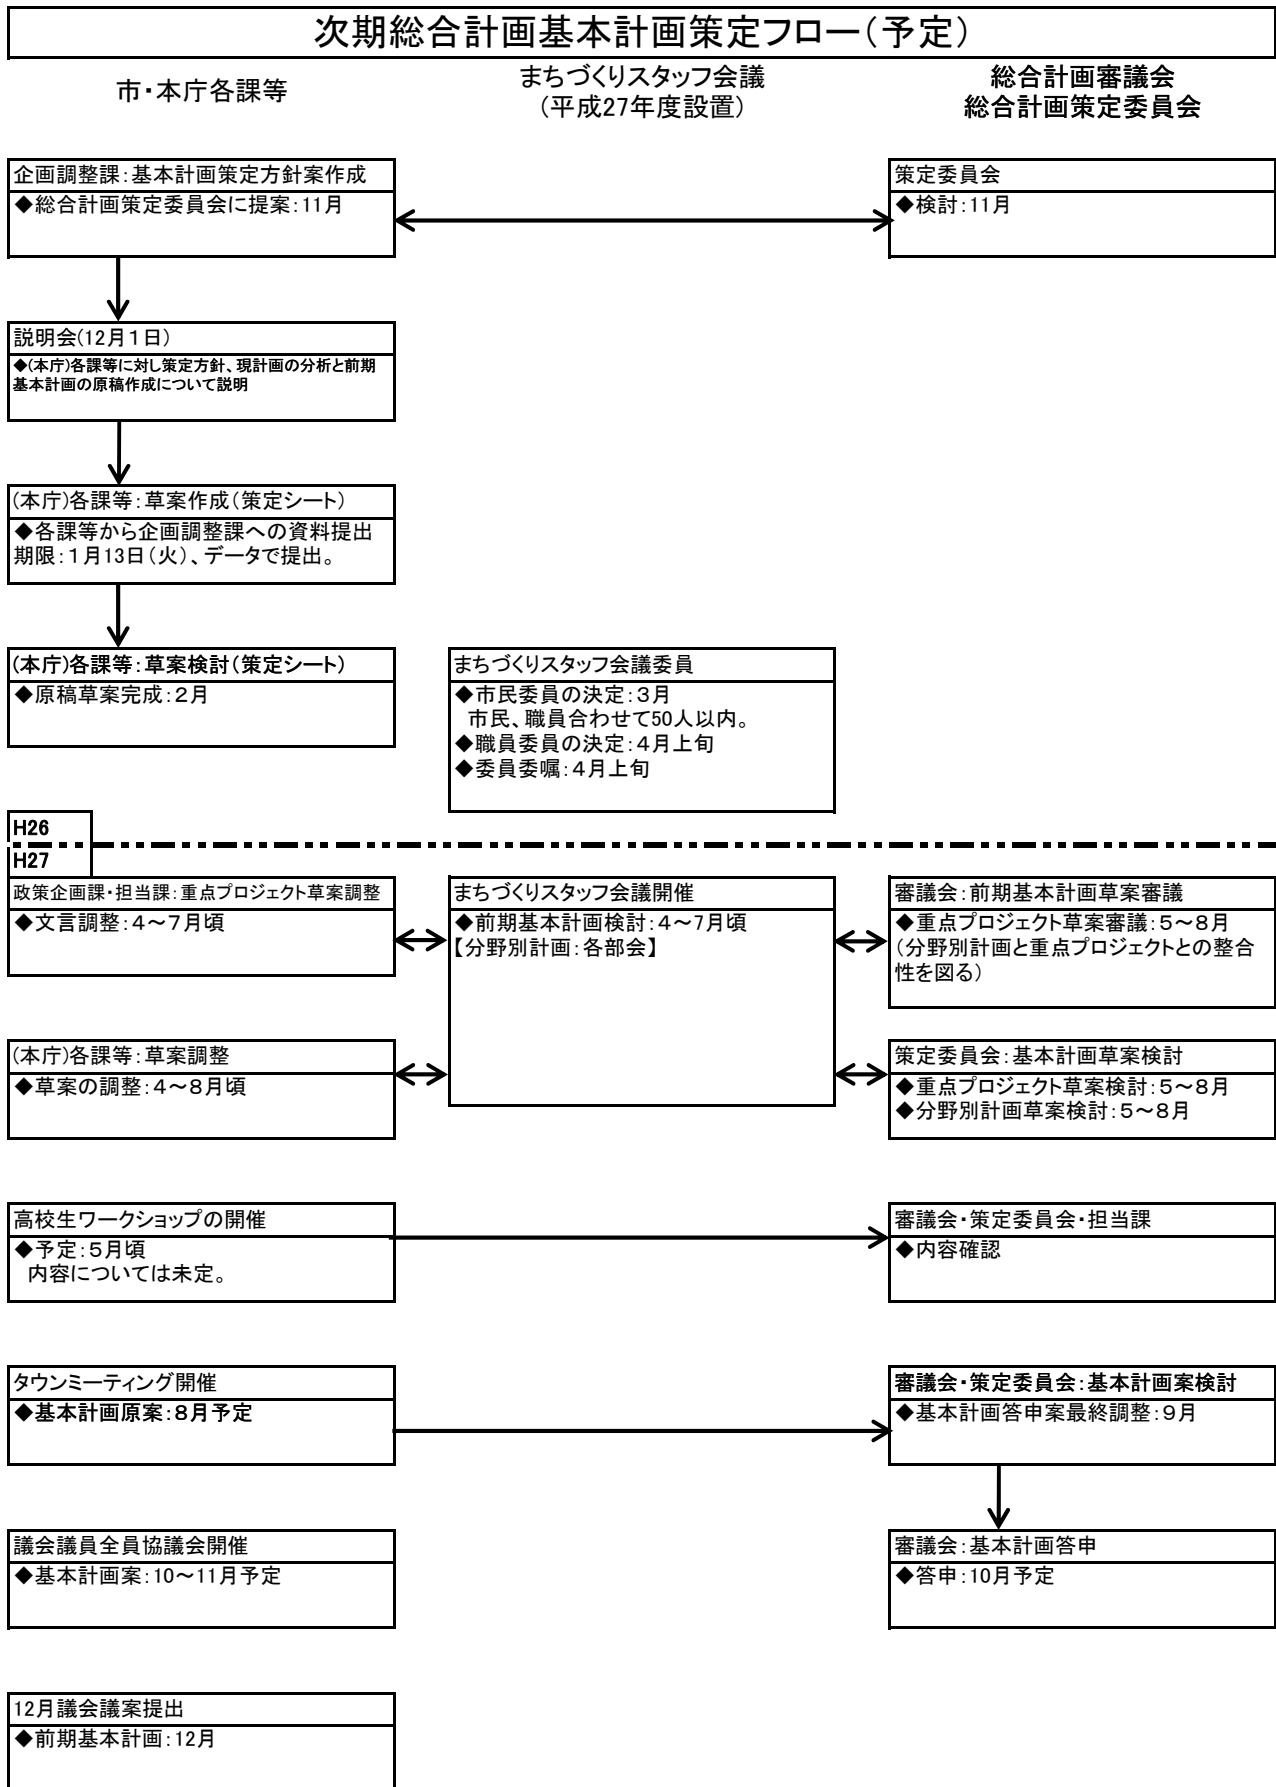 次期総合計画基本計画策定フロー(予定)
市・本庁各課等
まちづくりスタッフ会議
(平成27年度設置)
総合計画審議会
総合計画策定委員会
企画調整課:基本計画策定方針案作成
◆総合計画策定委員会に提案:11月
策定委員会
◆検討:11月
説明会(12月1日)
◆(本庁)各課等に対し策定方針、現計画の分析と前期
基本計画の原稿作成について説明
(本庁)各課等:草案作成(策定シート)
◆各課等から企画調整課への資料提出
期限:1月13日(火)、データで提出。
(本庁)各課等:草案検討(策定シート)
◆原稿草案完成:2月
まちづくりスタッフ会議委員
◆市民委員の決定:3月
市民、職員合わせて50人以内。
◆職員委員の決定:4月上旬
◆委員委嘱:4月上旬
H26
H27
政策企画課・担当課:重点プロジェクト草案調整
◆文言調整:4~7月頃
まちづくりスタッフ会議開催
◆前期基本計画検討:4~7月頃
【分野別計画:各部会】
審議会:前期基本計画草案審議
◆重点プロジェクト草案審議:5~8月
(分野別計画と重点プロジェクトとの整合
性を図る)
(本庁)各課等:草案調整
◆草案の調整:4~8月頃
策定委員会:基本計画草案検討
◆重点プロジェクト草案検討:5~8月
◆分野別計画草案検討:5~8月
高校生ワークショップの開催
◆予定:5月頃
内容については未定。
審議会・策定委員会・担当課
◆内容確認
タウンミーティング開催
◆基本計画原案:8月予定
審議会・策定委員会:基本計画案検討
◆基本計画答申案最終調整:9月
議会議員全員協議会開催
◆基本計画案:10~11月予定
審議会:基本計画答申
◆答申:10月予定
12月議会議案提出
◆前期基本計画:12月